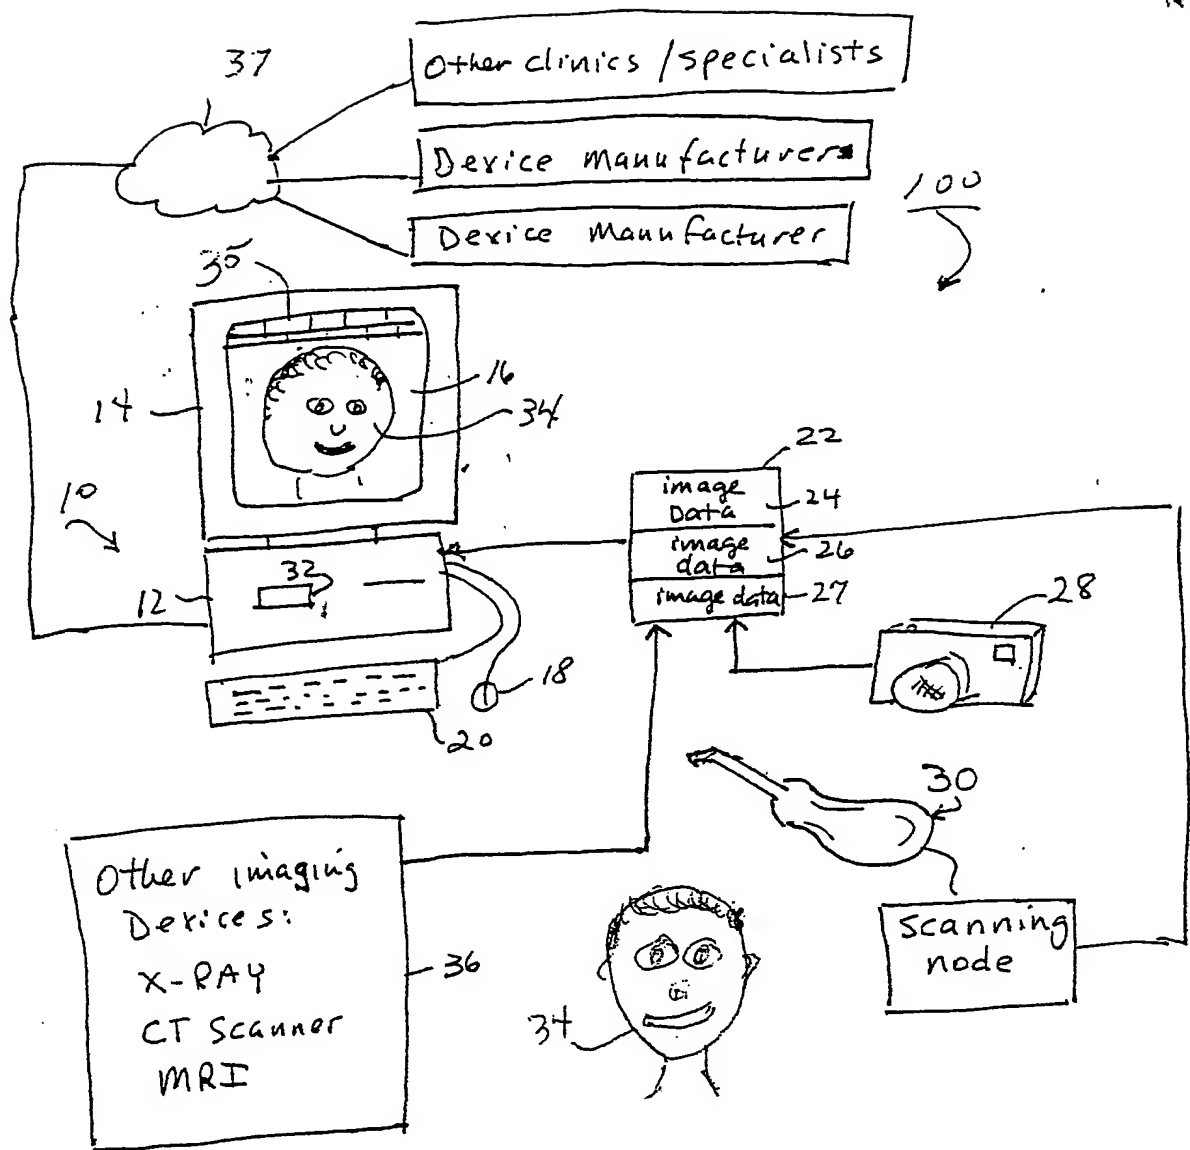 37
Other clinics / specialists
Device manufacturers
Device manufacturer
100
35
14
16
34
10
22
image Data
24
image data
26
image data
27
32
12
28
18
20
30
Other imaging
Devices:
X-RAY
CT Scanner
MRI
36
34
Scanning
node